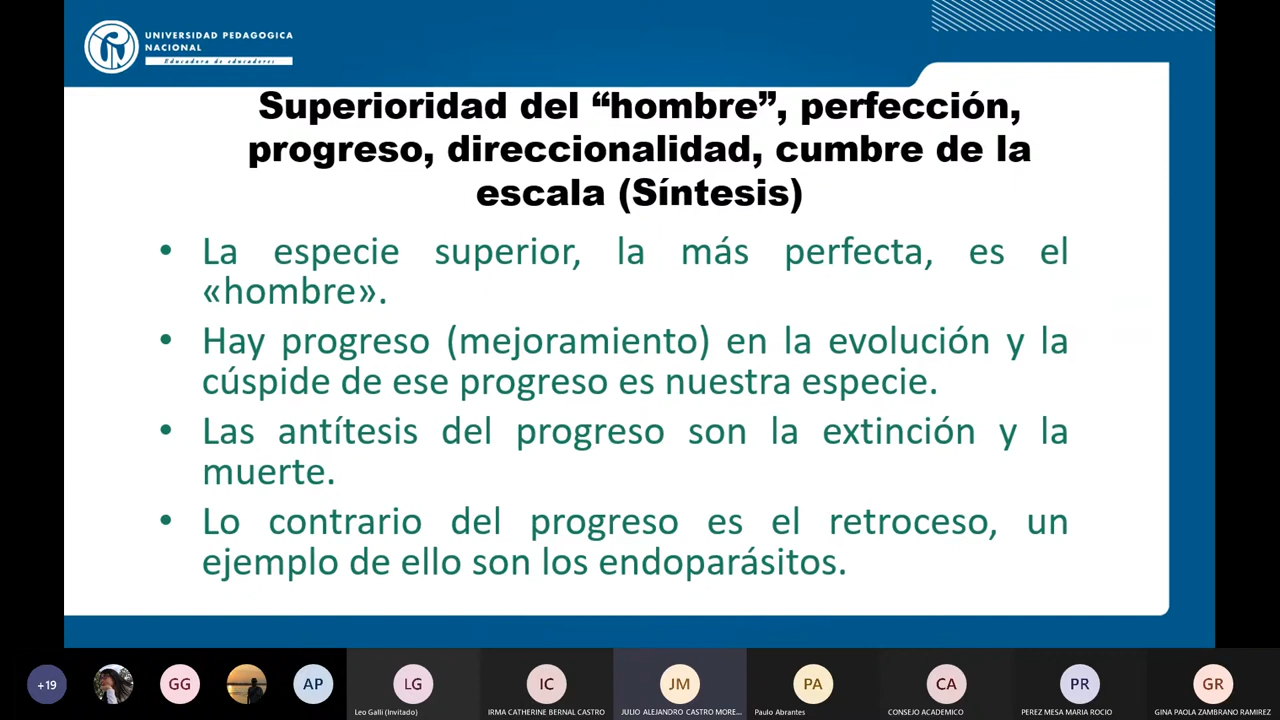 UNIVERSIDAD PEDAGOGICA
NACIONAL
Educadora de educadores
Superioridad del “hombre”, perfección,
progreso, direccionalidad, cumbre de la
escala (Síntesis)
• La especie superior, la más perfecta, es el
«hombre».
• Hay progreso (mejoramiento) en la evolución y la
cúspide de ese progreso es nuestra especie.
• Las antítesis del progreso son la extinción y la
muerte.
• Lo contrario del progreso es el retroceso, un
ejemplo de ello son los endoparásitos.
+19
GG
AP
LG
IC
JM
PA
CA
PR
GR
Leo Galli (Invitado)
IRMA CATHERINE BERNAL CASTRO
JULIO ALEJANDRO CASTRO MORE...
Paulo Abrantes
CONSEJO ACADEMICO
PEREZ MESA MARIA ROCIO
GINA PAOLA ZAMBRANO RAMIREZ